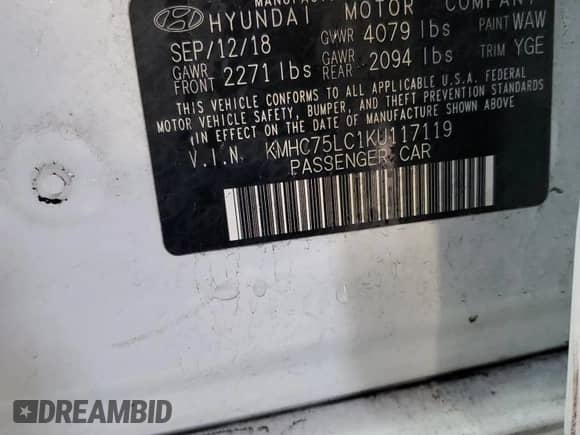 MANUFACTURED
HYUNDAI MOTOR COMPANY
SEP/12/18 GVWR 4079 lbs PAINT WAW
GAWR FRONT 2271 lbs GAWR REAR 2094 lbs TRIM YGE
THIS VEHICLE CONFORMS TO ALL APPLICABLE U.S.A. FEDERAL
MOTOR VEHICLE SAFETY, BUMPER, AND THEFT PREVENTION STANDARDS
IN EFFECT ON THE DATE OF MANUFACTURE SHOWN ABOVE
V.I.N. KMHC75LC1KU117119
PASSENGER CAR
DREAMBID